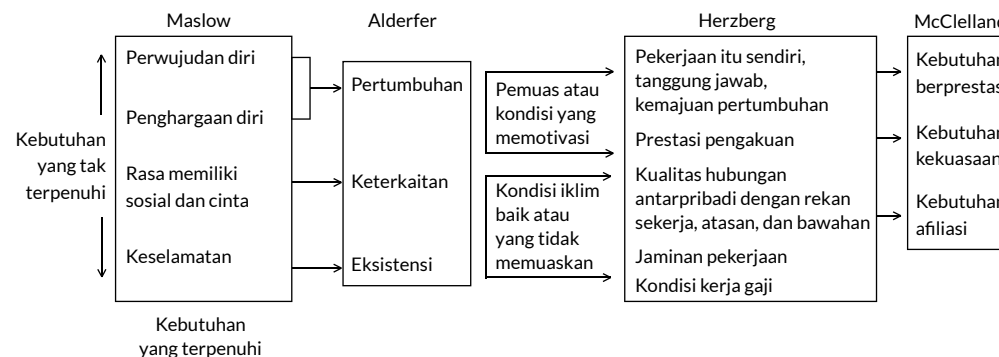 Maslow
Alderfer
Herzberg
Kebutuhan
yang tak
terpenuhi
Perwujudan diri
Penghargaan diri
Rasa memiliki
sosial dan cinta
Keselamatan
Kebutuhan
yang terpenuhi
Pertumbuhan
Keterkaitan
Eksistensi
Pemuas atau
kondisi yang
memotivasi
Kondisi iklim
baik atau
yang tidak
memuaskan
Pekerjaan itu sendiri,
tanggung jawab,
kemajuan pertumbuhan
Prestasi pengakuan
Kualitas hubungan
antarpribadi dengan rekan
sekerja, atasan, dan bawahan
Jaminan pekerjaan
Kondisi kerja gaji
McClelland
Kebutuhan
berprestas
Kebutuhan
kekuasaan
Kebutuhan
afiliasi